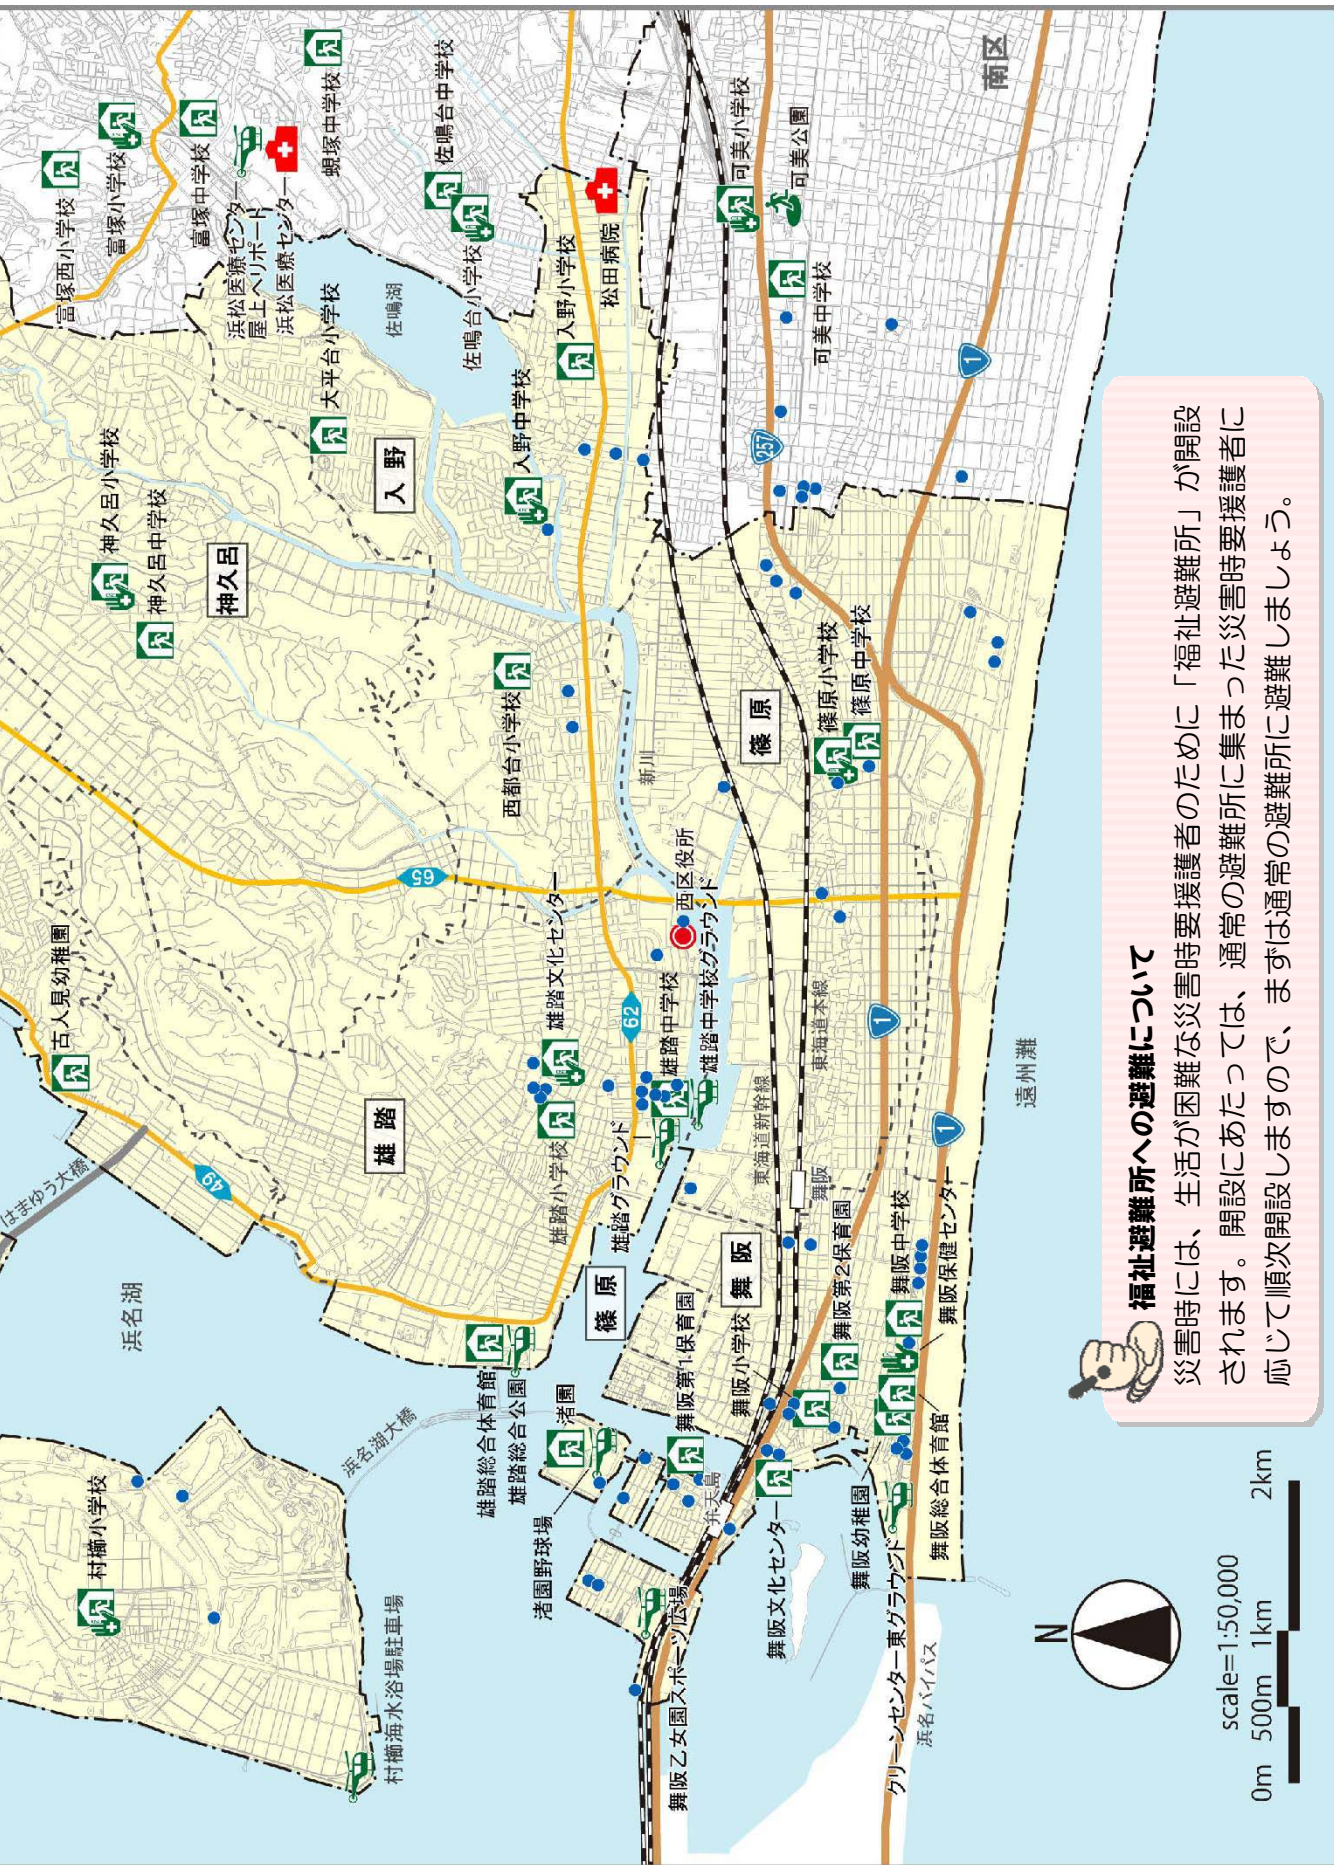 富塚西小学校
富塚小学校
富塚中学校
浜松医療センター
屋上ヘリポート
浜松医療センター
蜆塚中学校
佐鳴台中学校
佐鳴台小学校
佐鳴湖
大平台小学校
入野
入野中学校
入野小学校
松田病院
可美小学校
可美公園
可美中学校
南区
神久呂小学校
神久呂中学校
神久呂
西都台小学校
新川
篠原
篠原小学校
篠原中学校
257
1
65
古人見幼稚園
雄踏文化センター
西区役所
雄踏中学校
雄踏中学校グラウンド
62
雄踏
雄踏小学校
雄踏グラウンド
49
はまゆう大橋
浜名湖
東海道新幹線
東海道本線
舞阪
1
1
遠州灘
篠原
舞阪
舞阪第1保育園
舞阪小学校
舞阪第2保育園
舞阪中学校
舞阪保健センター
雄踏総合体育館
雄踏総合公園
渚園
渚園野球場
浜名湖大橋
弁天島
村櫛小学校
村櫛海水浴場駐車場
舞阪乙女園スポーツ広場
舞阪文化センター
舞阪幼稚園
舞阪総合体育館
クリーンセンター東グラウンド
浜名バイパス
N
scale=1:50,000
0m 500m 1km 2km
福祉避難所への避難について
災害時には、生活が困難な災害時要援護者のために「福祉避難所」が開設
されます。開設にあたっては、通常の避難所に集まった災害時要援護者に
応じて順次開設しますので、まずは通常の避難所に避難しましょう。